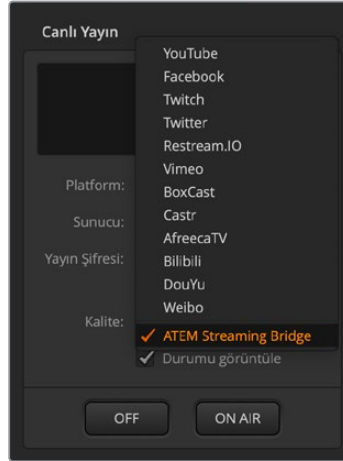 Canlı Yayın
YouTube
Facebook
Twitch
Twitter
Restream.IO
Vimeo
BoxCast
Castr
AfreecaTV
Bilibili
DouYu
Weibo
ATEM Streaming Bridge
Platform:
Sunucu:
Yayın Şifresi:
Kalite:
Durumu görüntüle
OFF
ON AIR